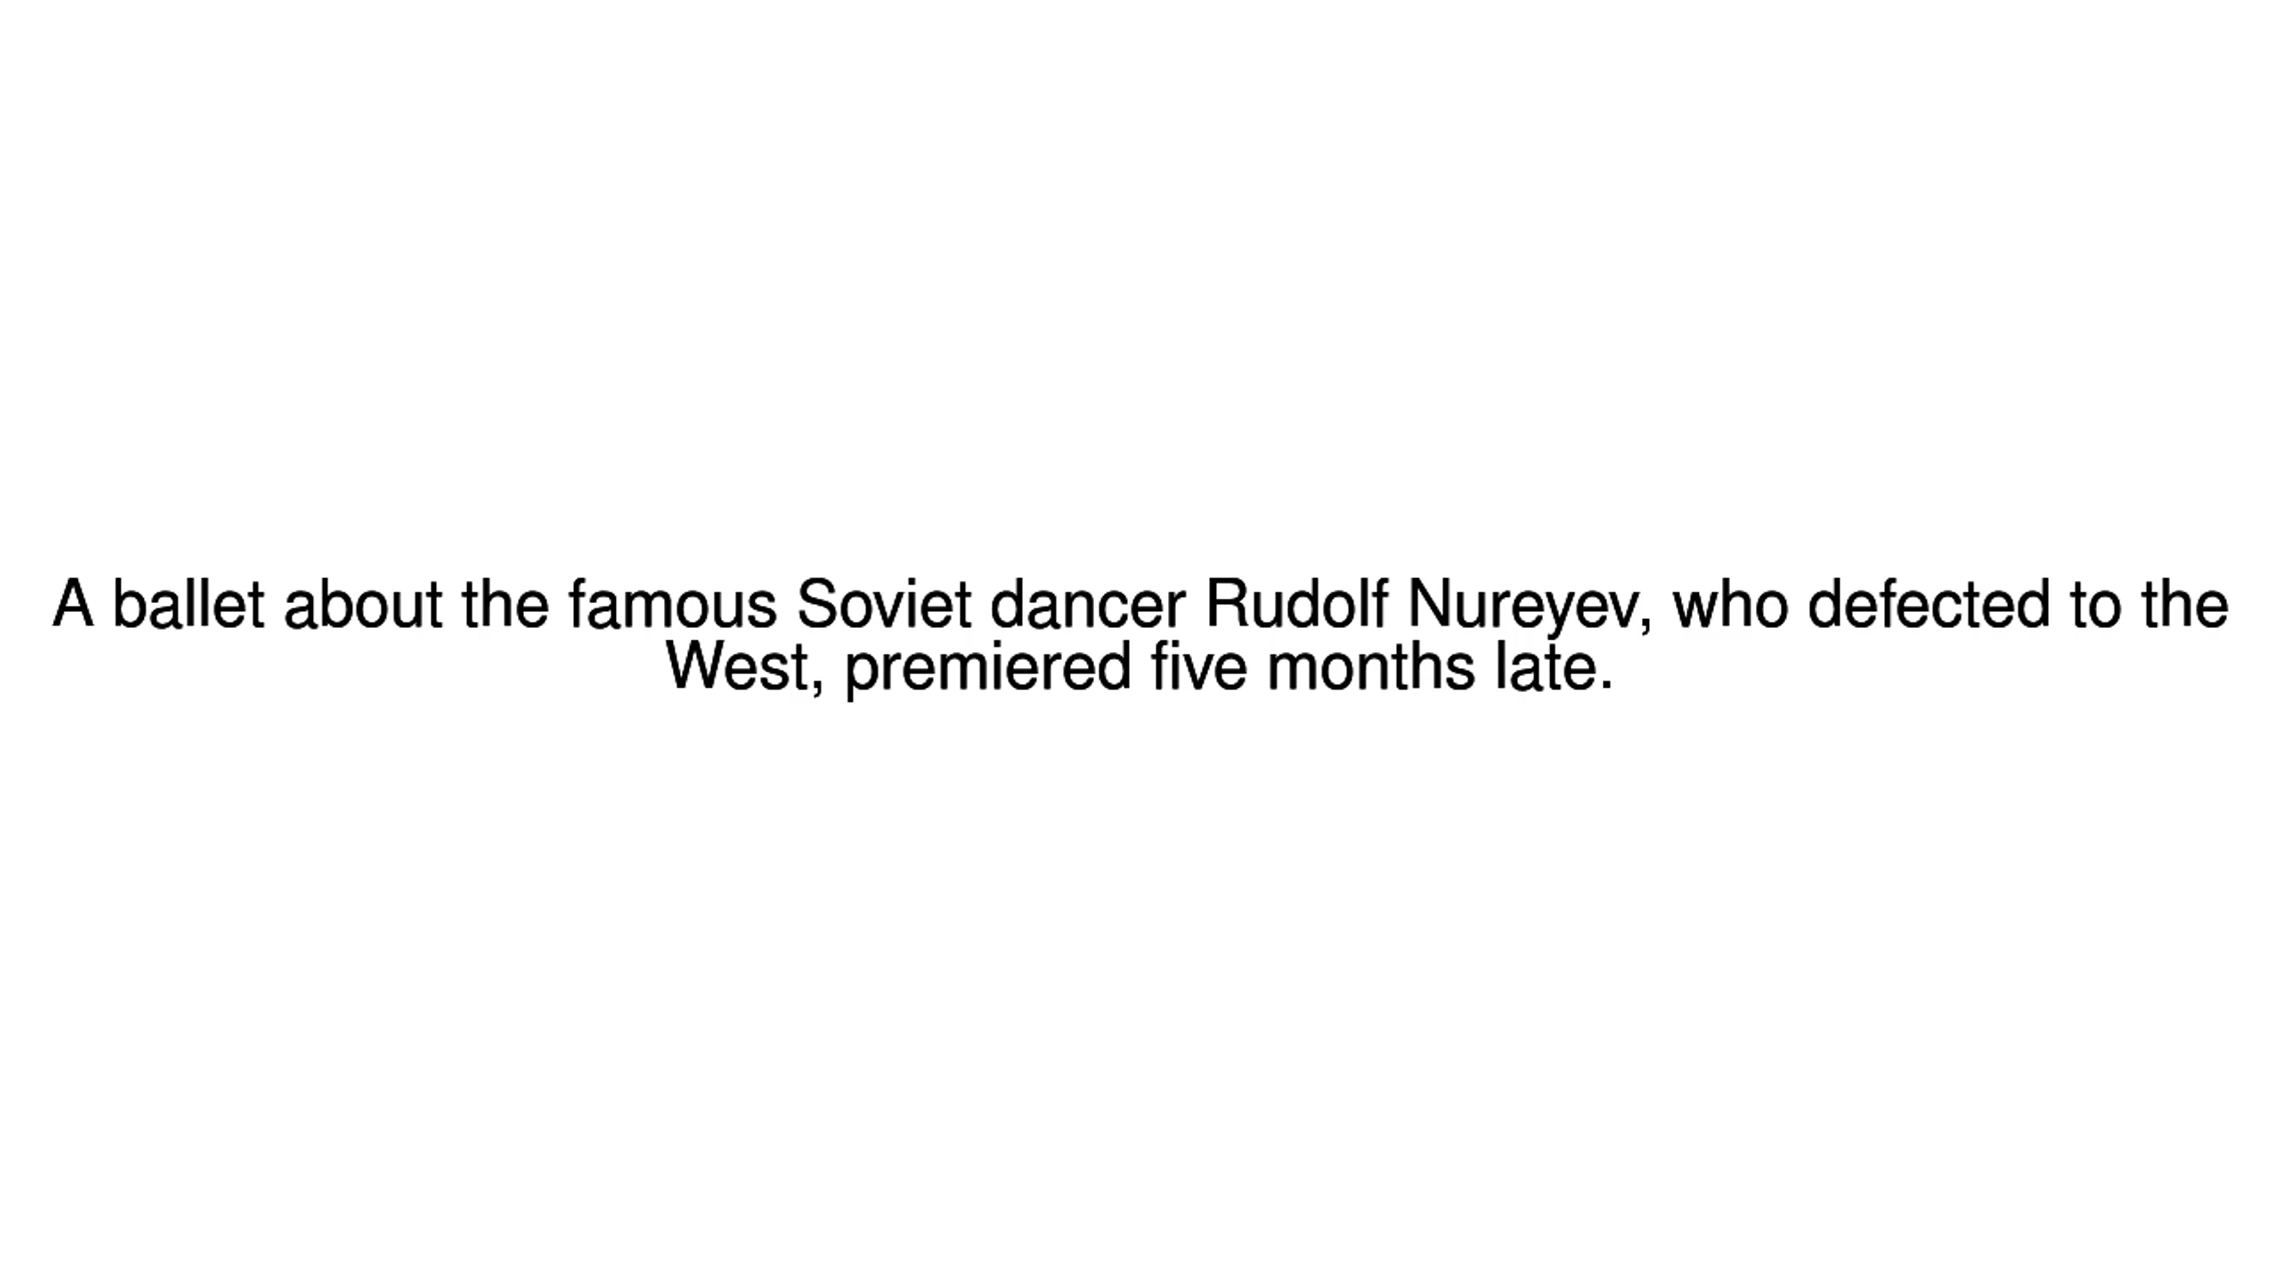 A ballet about the famous Soviet dancer Rudolf Nureyev, who defected to the
West, premiered five months late.